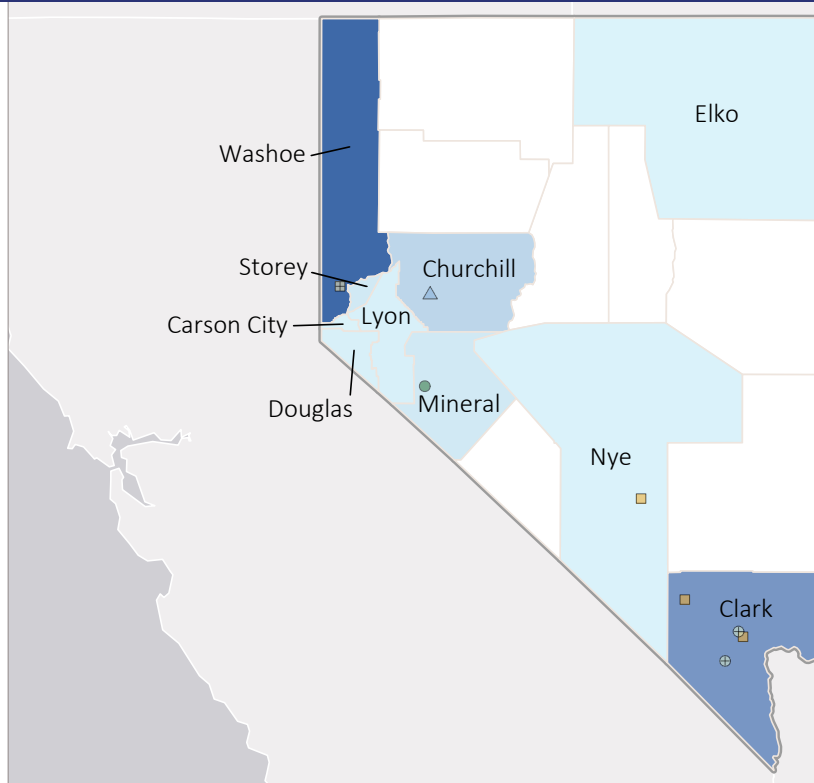 Elko
Washoe
Storey
Churchill
Carson City
Lyon
Douglas
Mineral
Nye
Clark